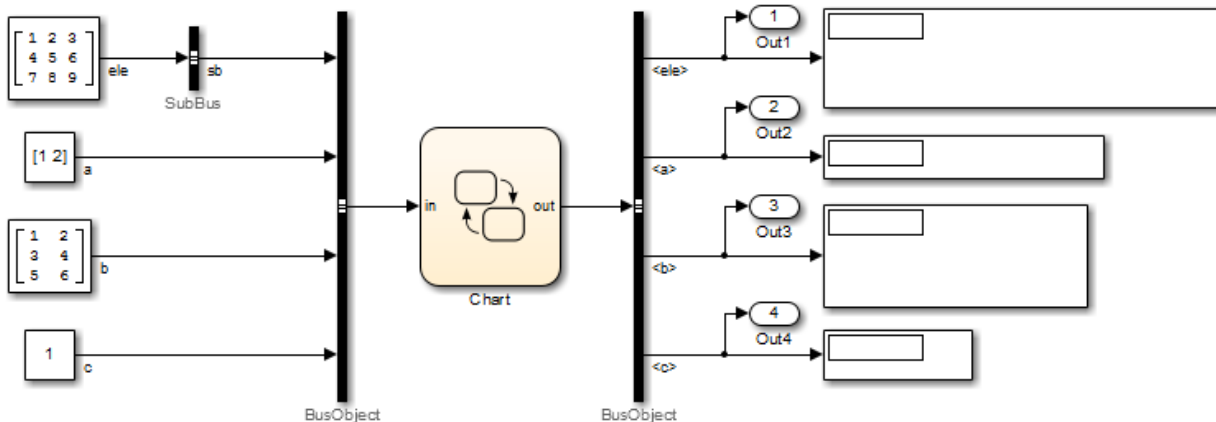 1 2 3
4 5 6
7 8 9
ele
sb
SubBus
[1 2]
a
1 2
3 4
5 6
b
1
c
BusObject
in
out
Chart
BusObject
<ele>
1
Out1
<a>
2
Out2
<b>
3
Out3
<c>
4
Out4